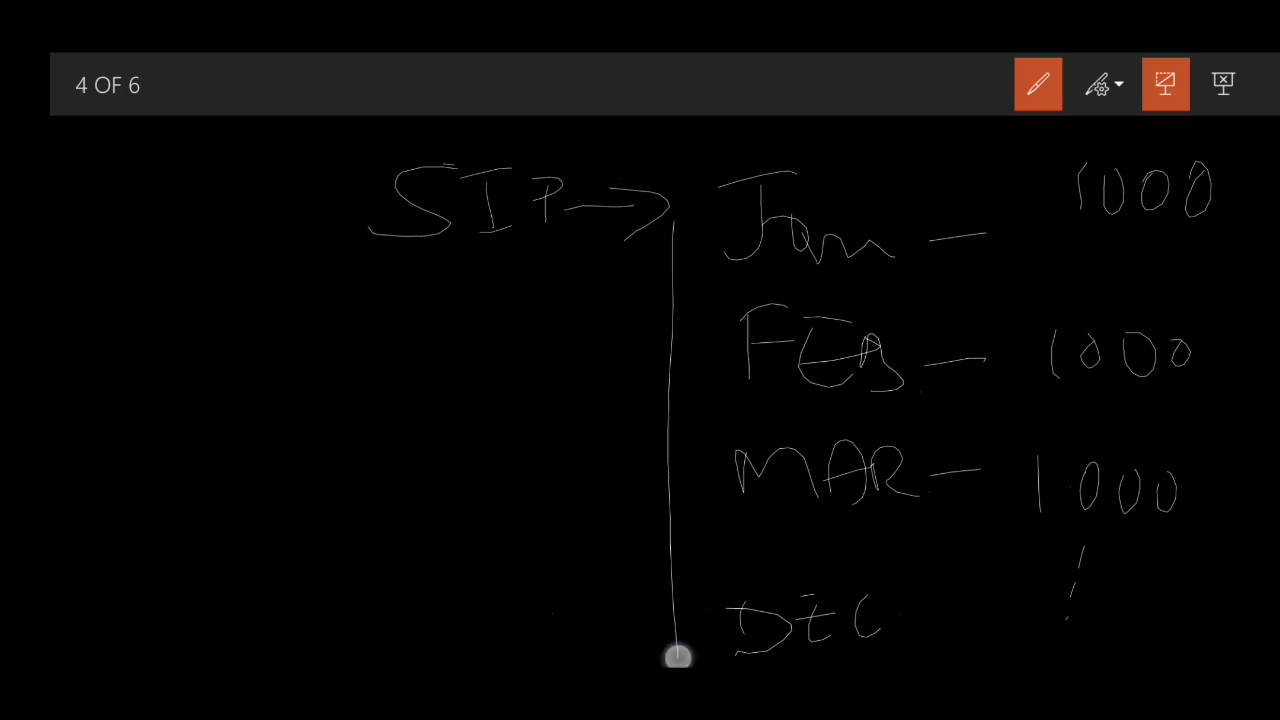 4 OF 6
SIP → Jan — 1000
FEB — 1000
MAR — 1000
DEC